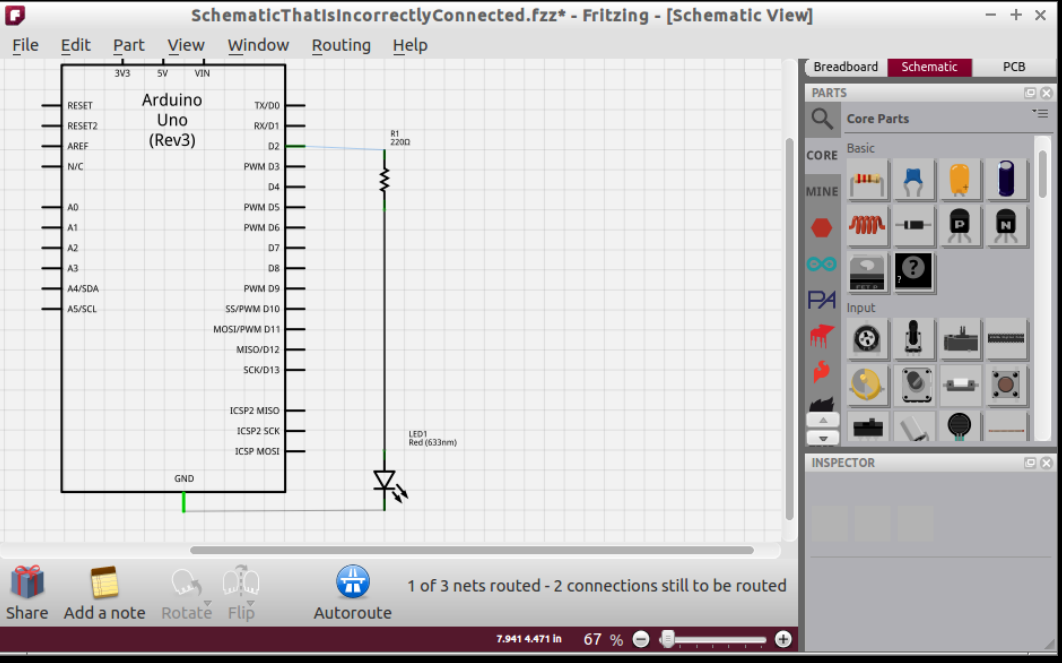 SchematicThatIsIncorrectlyConnected.fzz* - Fritzing - [Schematic View]
File Edit Part View Window Routing Help
Breadboard Schematic PCB
3V3 5V VIN
Arduino
Uno
(Rev3)
RESET
RESET2
AREF
N/C
A0
A1
A2
A3
A4/SDA
A5/SCL
TX/D0
RX/D1
D2
PWM D3
D4
PWM D5
PWM D6
D7
D8
PWM D9
SS/PWM D10
MOSI/PWM D11
MISO/D12
SCK/D13
ICSP2 MISO
ICSP2 SCK
ICSP MOSI
GND
R1
220Ω
LED1
Red (633nm)
PARTS
Core Parts
CORE
MINE
PA
Basic
P
N
FET D
?
?
Input
INSPECTOR
Share
Add a note
Rotate
Flip
Autoroute
1 of 3 nets routed - 2 connections still to be routed
7.941 4.471 in 67 %